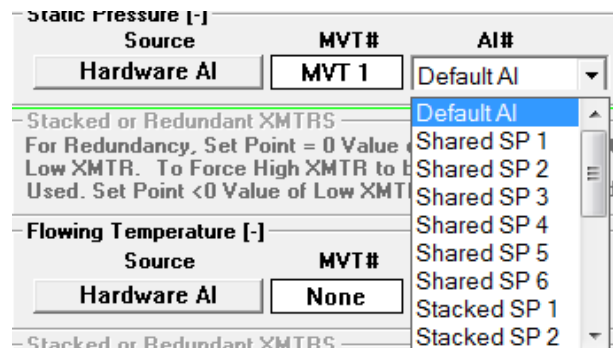 Static Pressure [-]
Source MVT# AI#
Hardware AI MVT 1 Default AI
Default AI
Stacked or Redundant XMTRS
For Redundancy, Set Point = 0 Value Shared SP 1
Low XMTR. To Force High XMTR to Shared SP 2
Used. Set Point <0 Value of Low Shared SP 3
Shared SP 4
Flowing Temperature [-]
Shared SP 5
Source MVT#
Shared SP 6
Hardware AI None
Stacked SP 1
Stacked or Redundant XMTRS Stacked SP 2